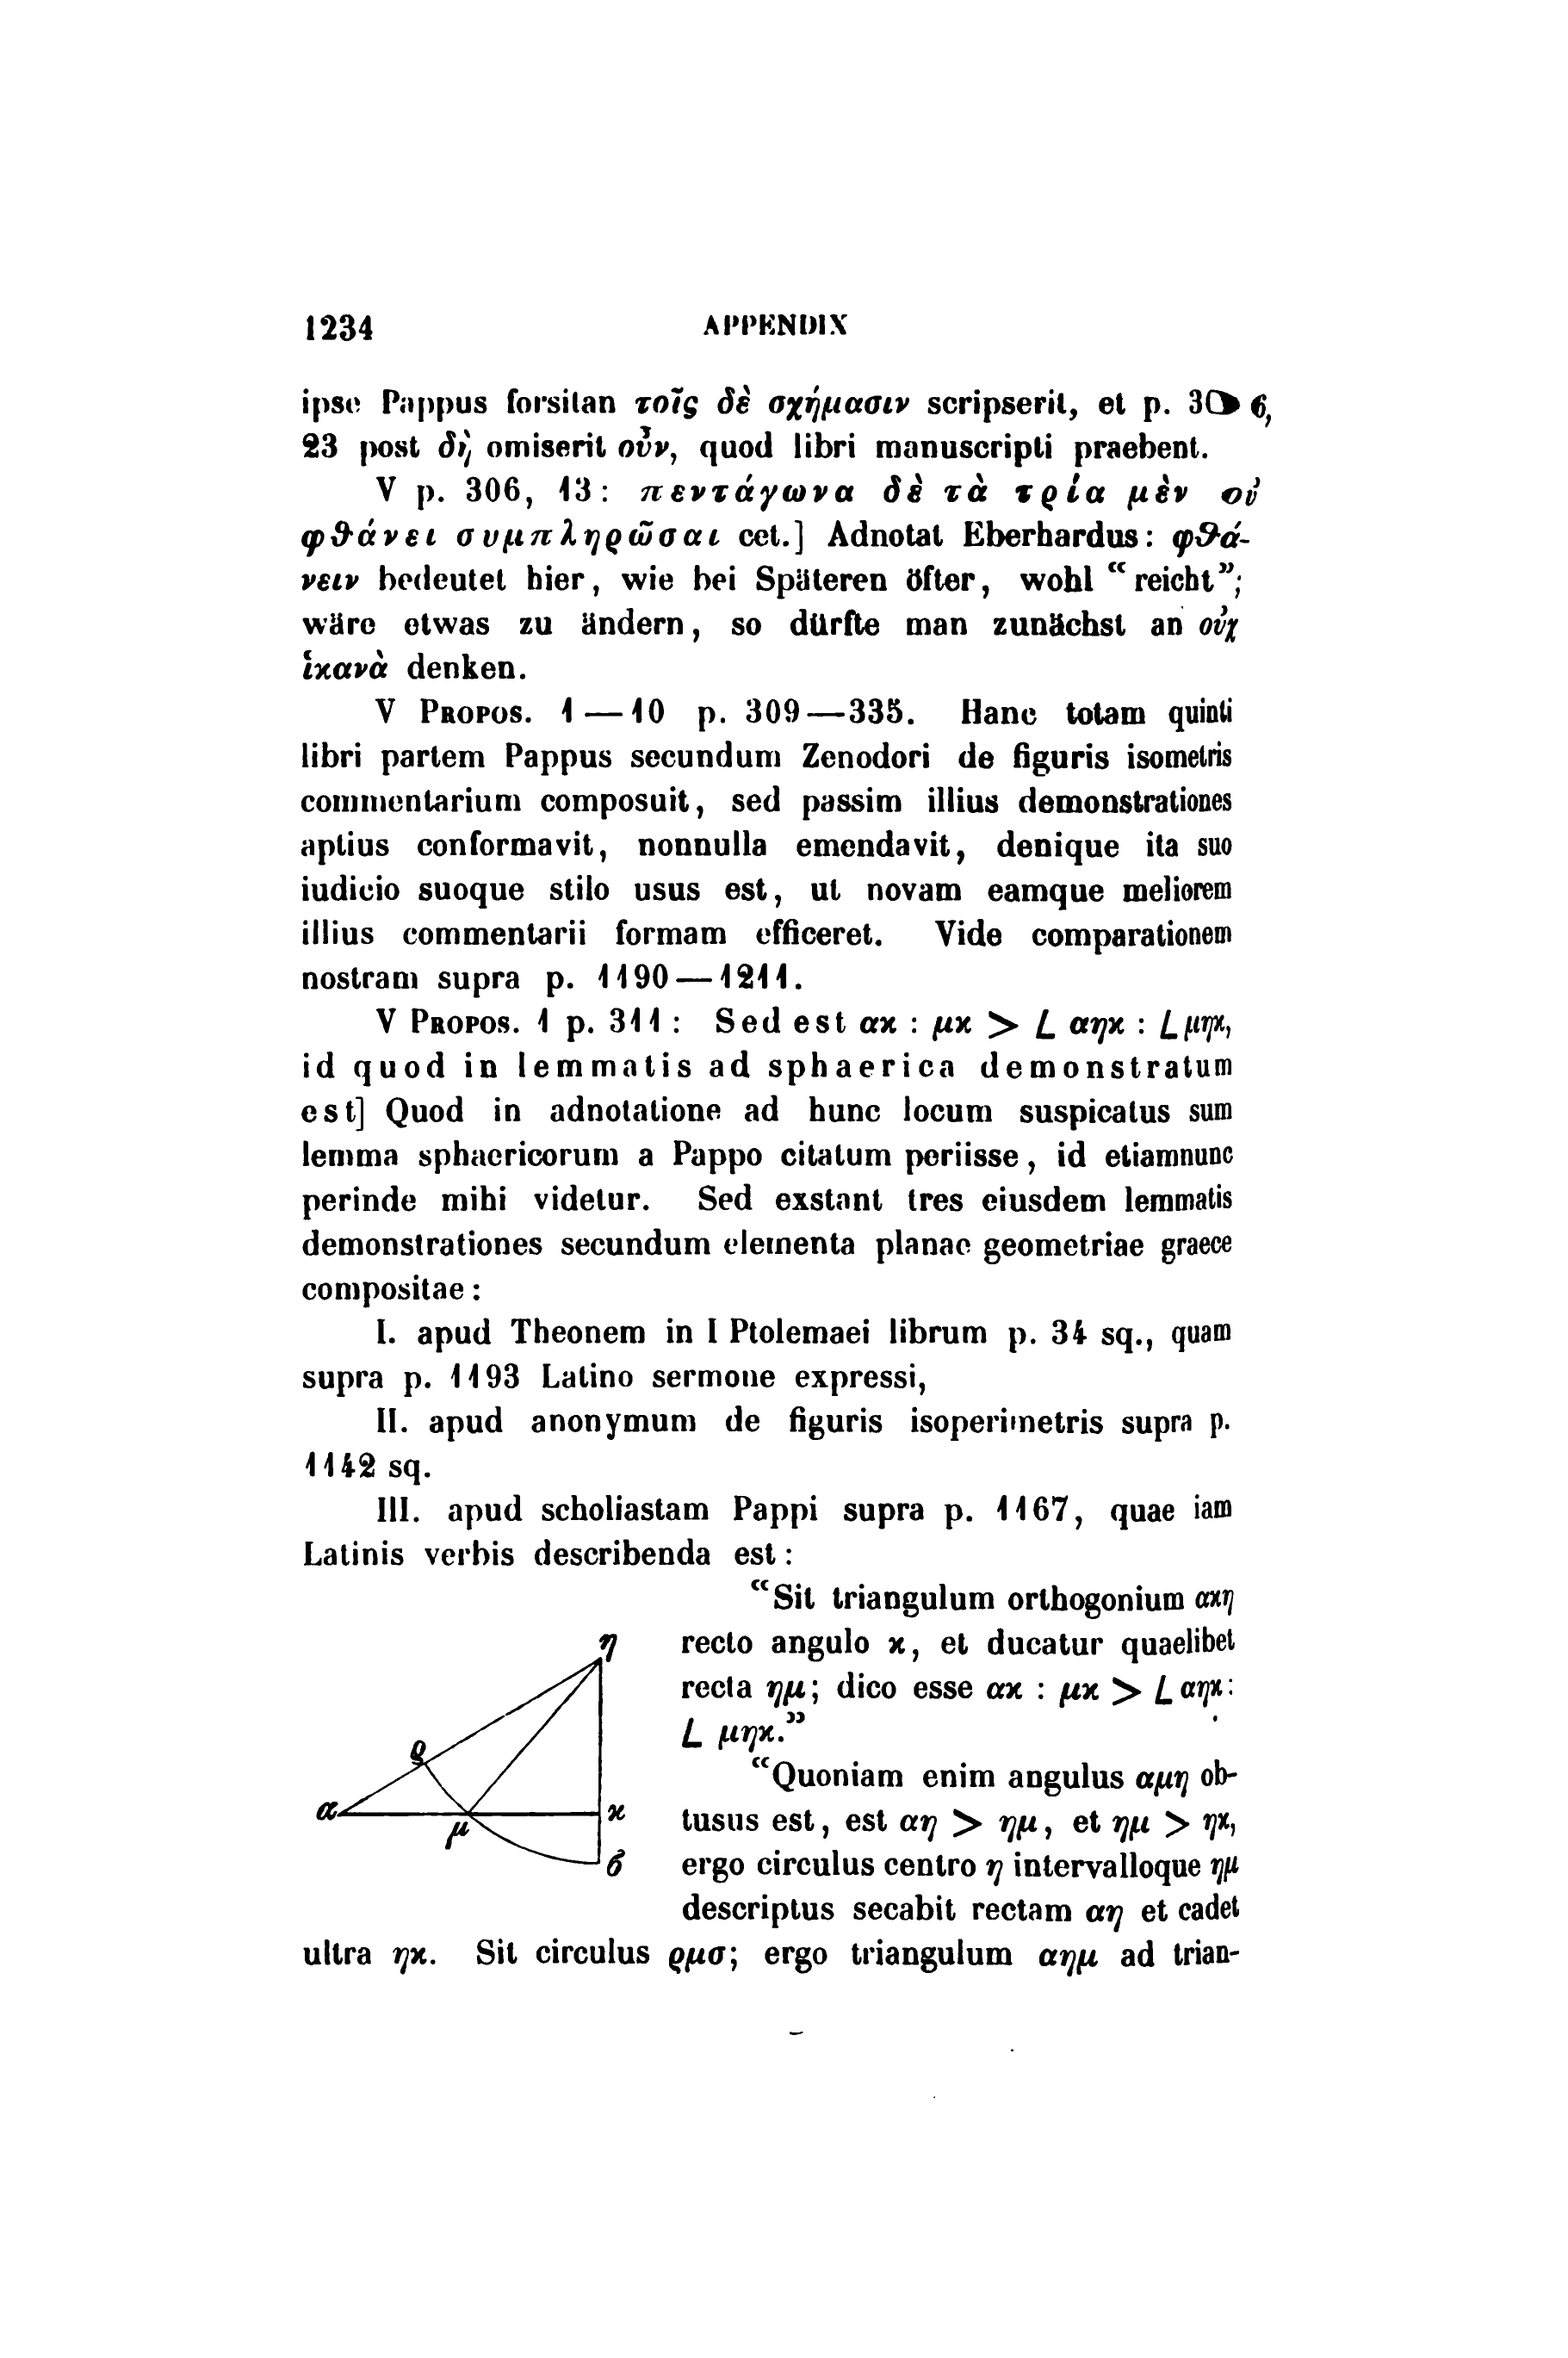 1234 APPENDIX
ipse Pappus forsitan τοῖς δὲ σχήμασιν scripserit, et p. 306,
23 post δὴ omiserit οὖν, quod libri manuscripti praebent.
V p. 306, 13: πεντάγωνα δὲ τὰ τρία μὲν οὐ
φθάνει συμπληρῶσαι cet.] Adnotat Eberhardus: φθά-
νειν bedeutet hier, wie bei Späteren öfter, wohl “reicht”;
wäre etwas zu ändern, so dürfte man zunächst an οὐχ
ἱκανὰ denken.
V PROPOS. 1—10 p. 309—335. Hanc totam quinti
libri partem Pappus secundum Zenodori de figuris isometris
commentarium composuit, sed passim illius demonstrationes
aptius conformavit, nonnulla emendavit, denique ita suo
iudicio suoque stilo usus est, ut novam eamque meliorem
illius commentarii formam efficeret. Vide comparationem
nostram supra p. 1190—1211.
V PROPOS. 1 p. 311: Sed est ακ : μκ > L αηκ : L μηκ,
id quod in lemmatis ad sphaerica demonstratum
est] Quod in adnotatione ad hunc locum suspicatus sum
lemma sphaericorum a Pappo citatum periisse, id etiamnunc
perinde mihi videtur. Sed exstant tres eiusdem lemmatis
demonstrationes secundum elementa planae geometriae graece
compositae:
I. apud Theonem in I Ptolemaei librum p. 34 sq., quam
supra p. 1193 Latino sermone expressi,
II. apud anonymum de figuris isoperimetris supra p.
1142 sq.
III. apud scholiastam Pappi supra p. 1167, quae iam
Latinis verbis describenda est:
“Sit triangulum orthogonium ακη
recto angulo κ, et ducatur quaelibet
recta ημ; dico esse ακ : μκ > L αηκ :
L μηκ.”
“Quoniam enim angulus αμη ob-
tusus est, est αη > ημ, et ημ > ηκ,
ergo circulus centro η intervalloque ημ
descriptus secabit rectam αη et cadet
ultra ηκ. Sit circulus ϱμσ; ergo triangulum αημ ad trian-
η
ϱ
α
μ
κ
σ